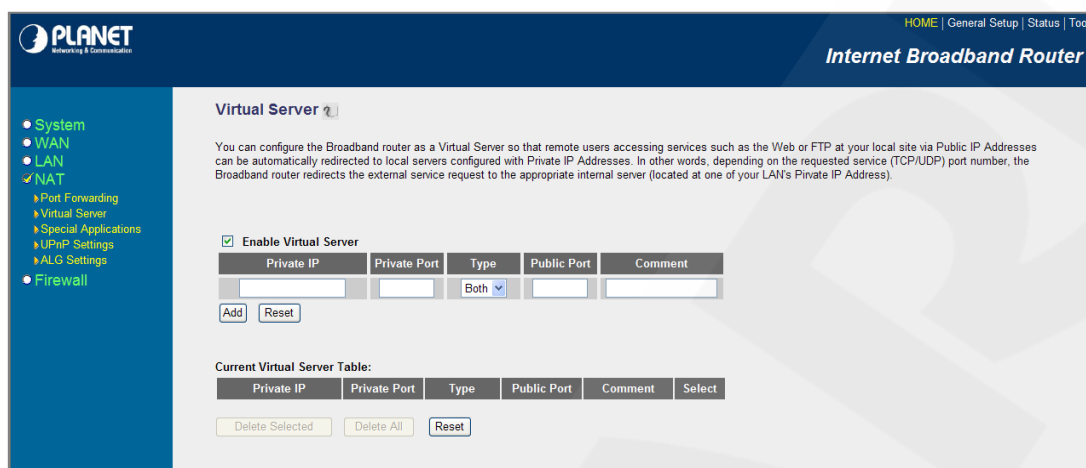 PLANET
Networking & Communication
HOME | General Setup | Status | Too
Internet Broadband Router
System
WAN
LAN
NAT
Port Forwarding
Virtual Server
Special Applications
UPnP Settings
ALG Settings
Firewall
Virtual Server
You can configure the Broadband router as a Virtual Server so that remote users accessing services such as the Web or FTP at your local site via Public IP Addresses
can be automatically redirected to local servers configured with Private IP Addresses. In other words, depending on the requested service (TCP/UDP) port number, the
Broadband router redirects the external service request to the appropriate internal server (located at one of your LAN's Pirvate IP Address).
Enable Virtual Server
Private IP Private Port Type Public Port Comment
Both
Add Reset
Current Virtual Server Table:
Private IP Private Port Type Public Port Comment Select
Delete Selected Delete All Reset